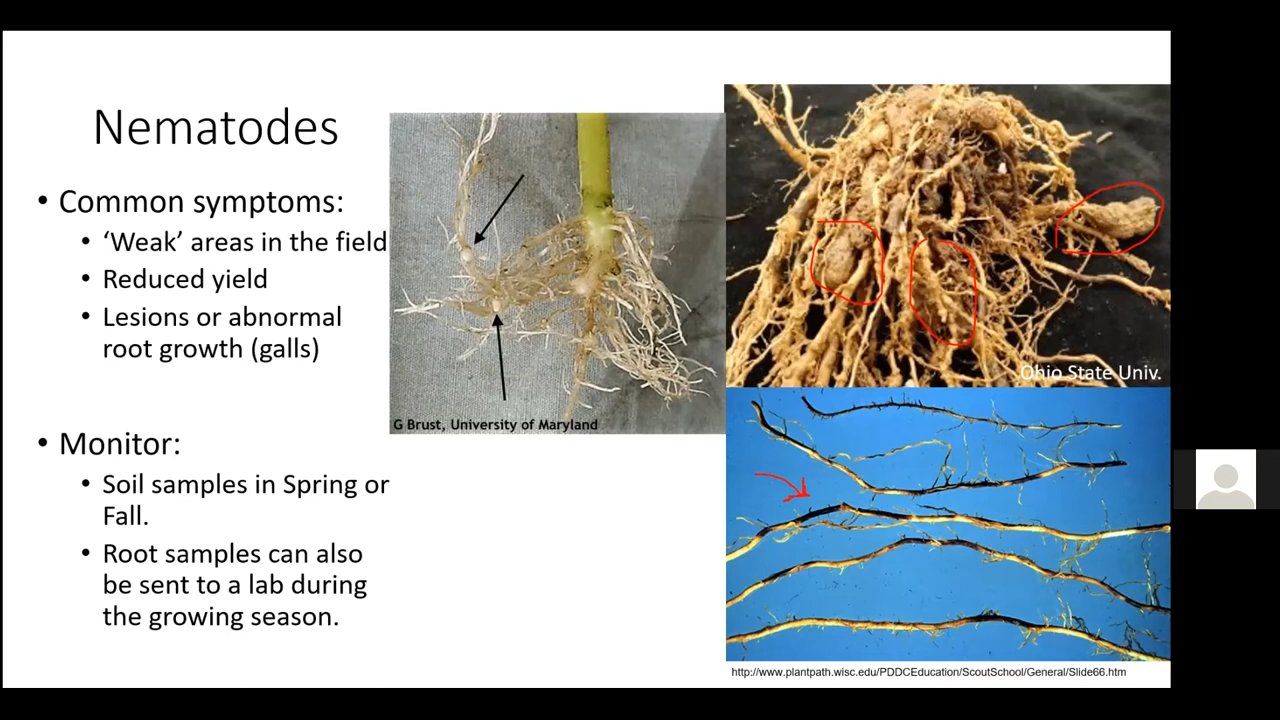 Nematodes
• Common symptoms:
• ‘Weak’ areas in the field
• Reduced yield
• Lesions or abnormal
root growth (galls)
• Monitor:
• Soil samples in Spring or
Fall.
• Root samples can also
be sent to a lab during
the growing season.
G Brust, University of Maryland
Ohio State Univ.
http://www.plantpath.wisc.edu/PDDCEducation/ScoutSchool/General/Slide66.htm